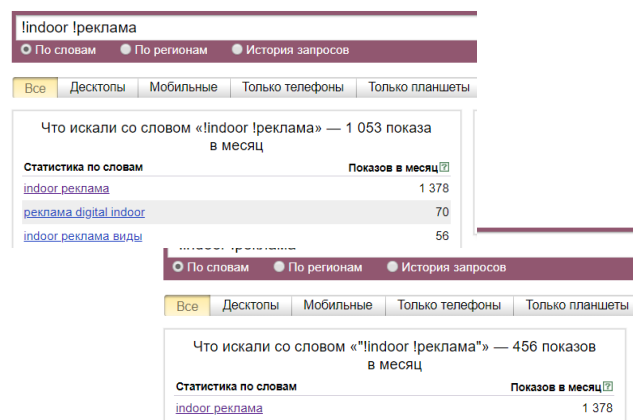 !indoor !реклама
По словам По регионам История запросов
Все Десктопы Мобильные Только телефоны Только планшеты
Что искали со словом «!indoor !реклама» — 1 053 показа
в месяц
Статистика по словам Показов в месяц ?
indoor реклама 1 378
реклама digital indoor 70
indoor реклама виды 56
По словам По регионам История запросов
Все Десктопы Мобильные Только телефоны Только планшеты
Что искали со словом «"!indoor !реклама"» — 456 показов
в месяц
Статистика по словам Показов в месяц ?
indoor реклама 1 378